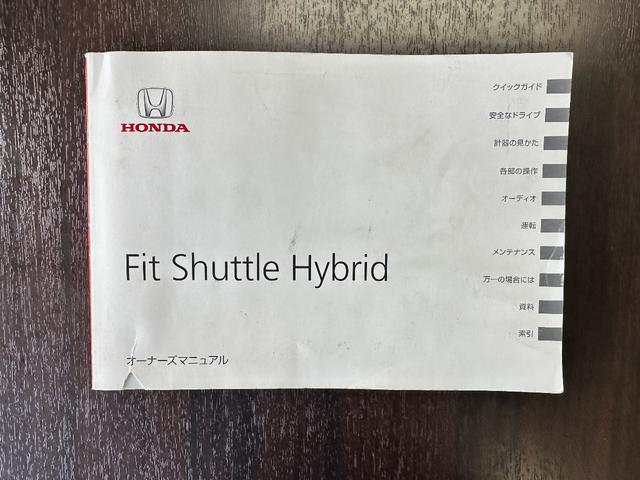 HONDA
Fit Shuttle Hybrid
オーナーズマニュアル
クイックガイド
安全なドライブ
計器の見かた
各部の操作
オーディオ
運転
メンテナンス
万一の場合には
資料
索引